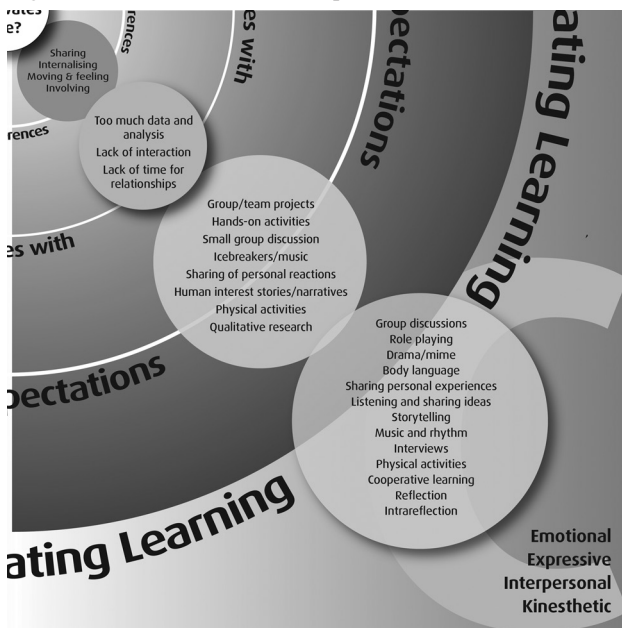 Sharing
Internalising
Moving & feeling
Involving
Too much data and
analysis
Lack of interaction
Lack of time for
relationships
es with
es with
Group/team projects
Hands-on activities
Small group discussion
Icebreakers/music
Sharing of personal reactions
Human interest stories/narratives
Physical activities
Qualitative research
pectations
pectations
Group discussions
Role playing
Drama/mime
Body language
Sharing personal experiences
Listening and sharing ideas
Storytelling
Music and rhythm
Interviews
Physical activities
Cooperative learning
Reflection
Intrareflection
ating Learning
ating Learning
Emotional
Expressive
Interpersonal
Kinesthetic